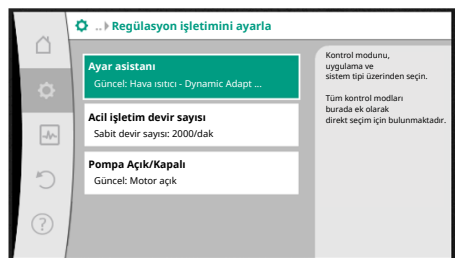 .. Regülasyon işletimini ayarla
Ayar asistanı
Güncel: Hava ısıtıcı - Dynamic Adapt ...
Acil işletim devir sayısı
Sabit devir sayısı: 2000/dak
Pompa Açık/Kapalı
Güncel: Motor açık
Kontrol modunu,
uygulama ve
sistem tipi üzerinden seçin.
Tüm kontrol modları
burada ek olarak
direkt seçim için bulunmaktadır.
?